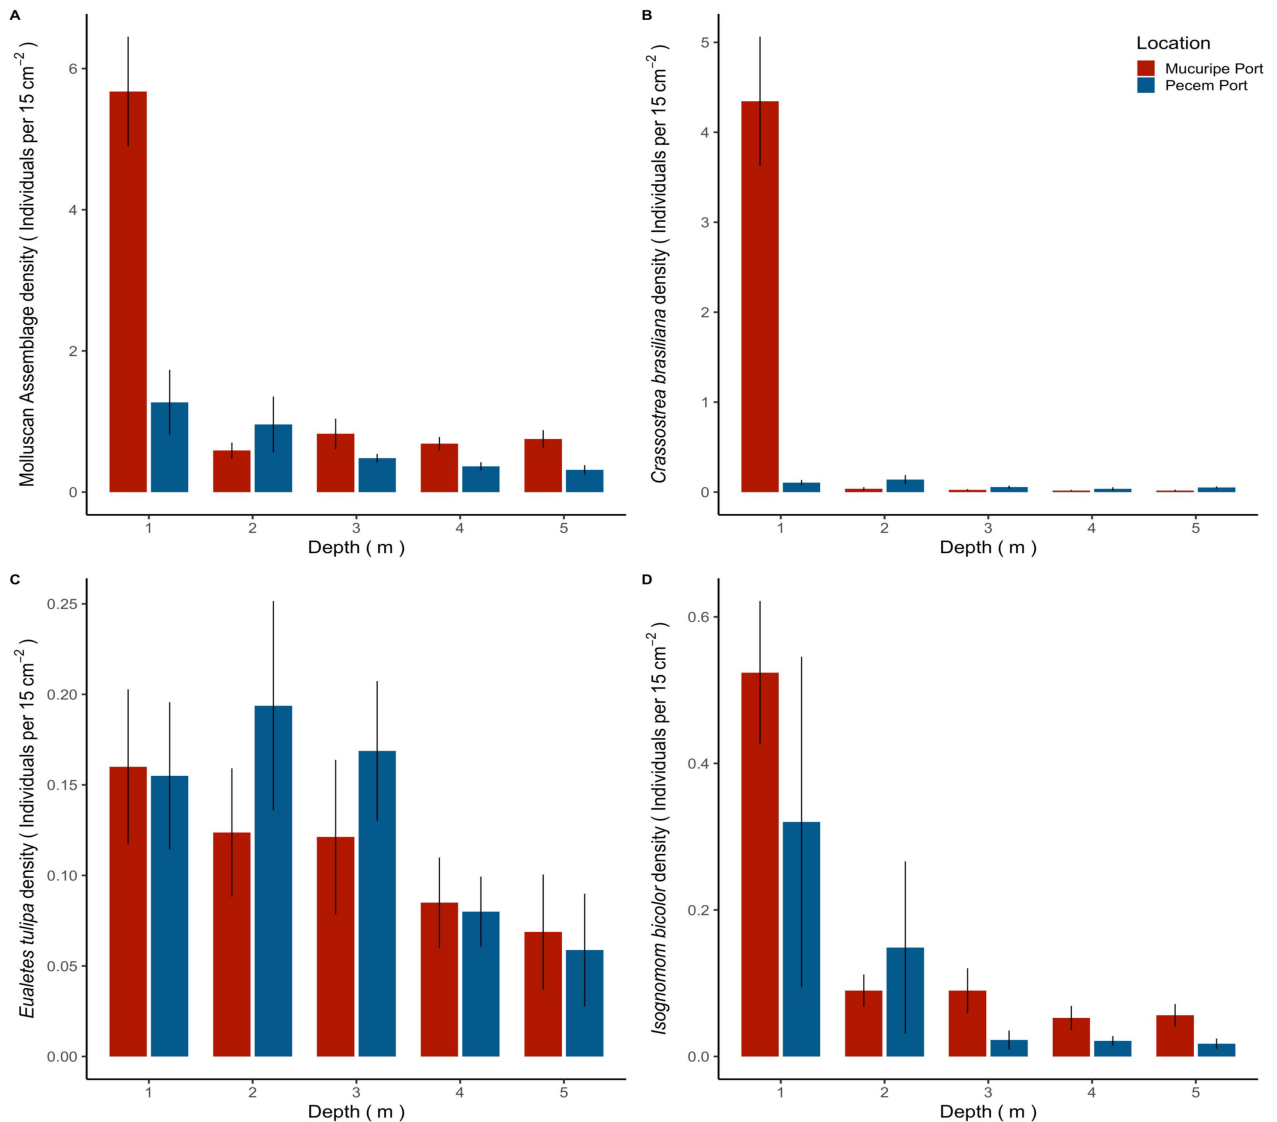 A
Molluscan Assemblage density ( Individuals per 15 cm−2 )
6
4
2
0
1 2 3 4 5
Depth ( m )
B
Crassostrea brasiliana density ( Individuals per 15 cm−2 )
5
4
3
2
1
0
1 2 3 4 5
Depth ( m )
Location
Mucuripe Port
Pecem Port
C
Eualetes tulipa density ( Individuals per 15 cm−2 )
0.25
0.20
0.15
0.10
0.05
0.00
1 2 3 4 5
Depth ( m )
D
Isognomom bicolor density ( Individuals per 15 cm−2 )
0.6
0.4
0.2
0.0
1 2 3 4 5
Depth ( m )